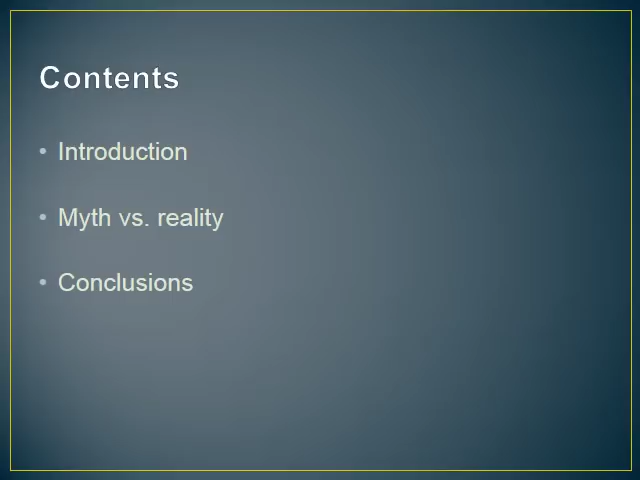 Contents
• Introduction
• Myth vs. reality
• Conclusions